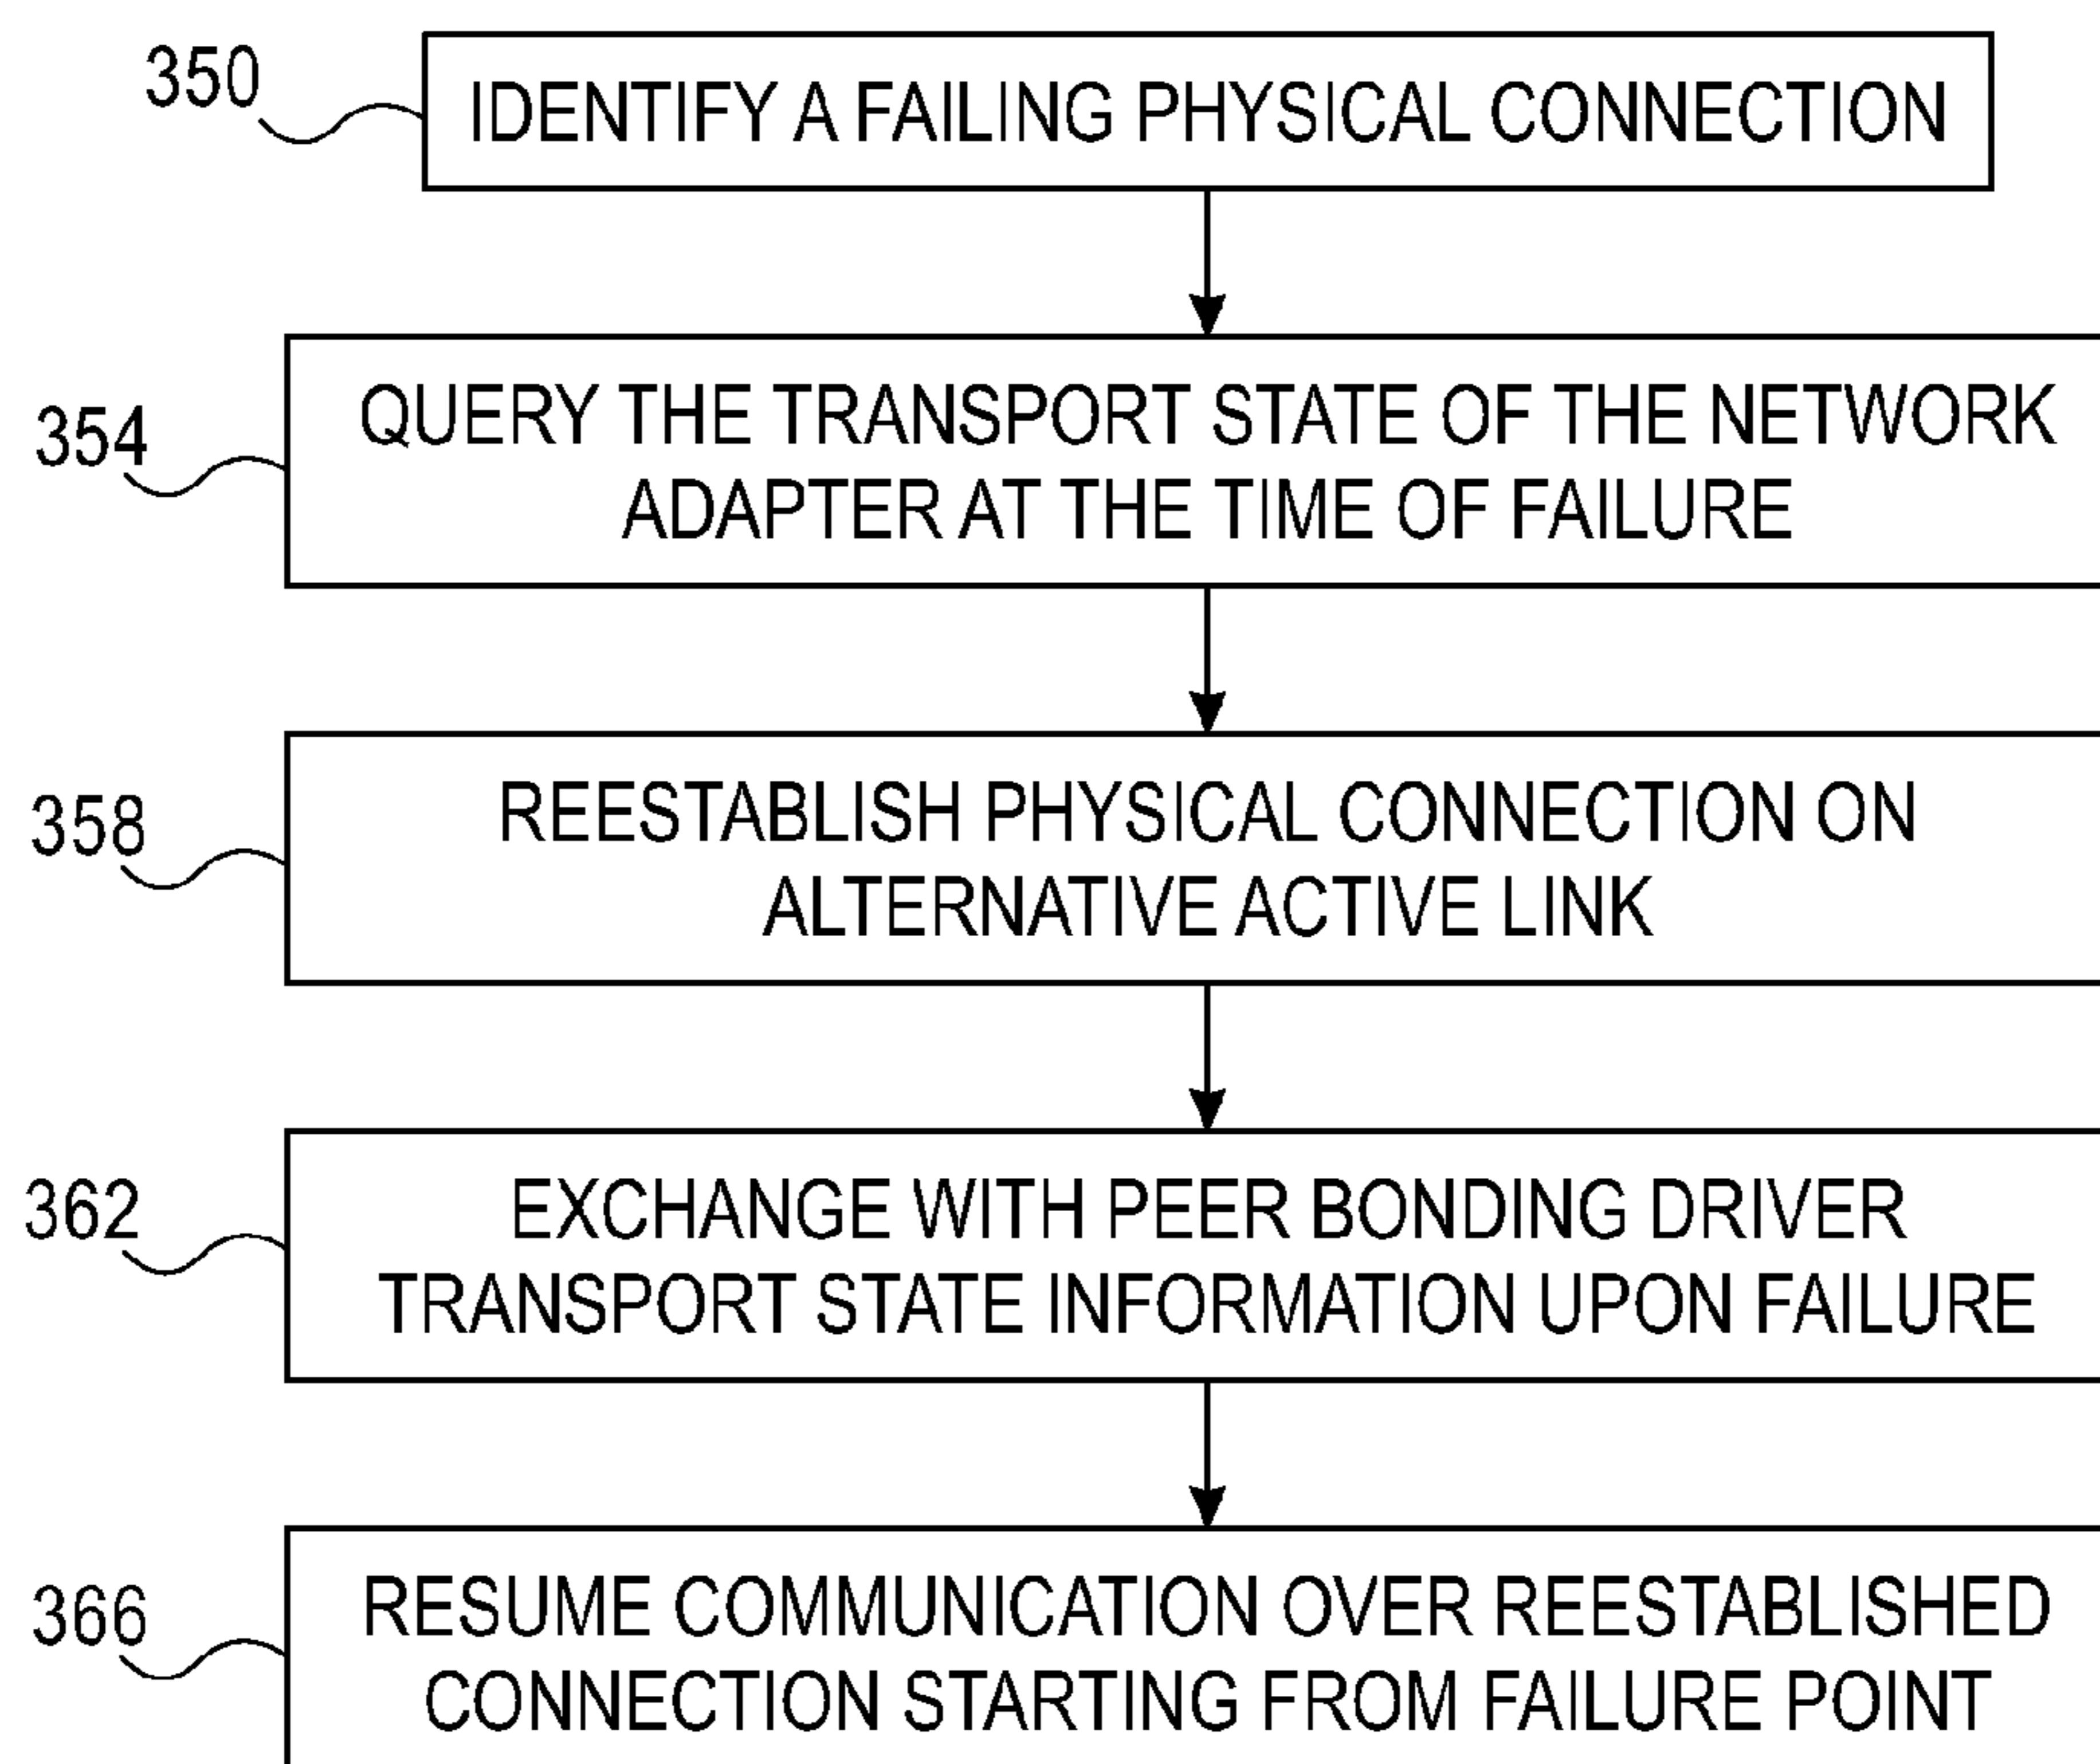 350
IDENTIFY A FAILING PHYSICAL CONNECTION
354
QUERY THE TRANSPORT STATE OF THE NETWORK
ADAPTER AT THE TIME OF FAILURE
358
REESTABLISH PHYSICAL CONNECTION ON
ALTERNATIVE ACTIVE LINK
362
EXCHANGE WITH PEER BONDING DRIVER
TRANSPORT STATE INFORMATION UPON FAILURE
366
RESUME COMMUNICATION OVER REESTABLISHED
CONNECTION STARTING FROM FAILURE POINT